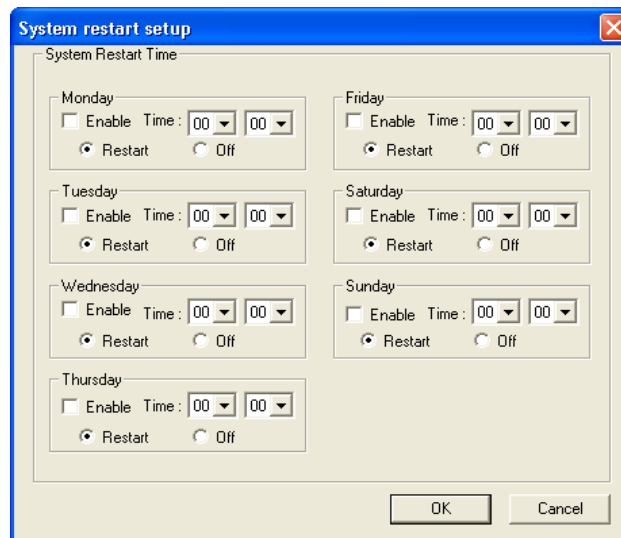 System restart setup
System Restart Time
Monday
Enable Time : 00 00
Restart Off
Tuesday
Enable Time : 00 00
Restart Off
Wednesday
Enable Time : 00 00
Restart Off
Thursday
Enable Time : 00 00
Restart Off
Friday
Enable Time : 00 00
Restart Off
Saturday
Enable Time : 00 00
Restart Off
Sunday
Enable Time : 00 00
Restart Off
OK Cancel